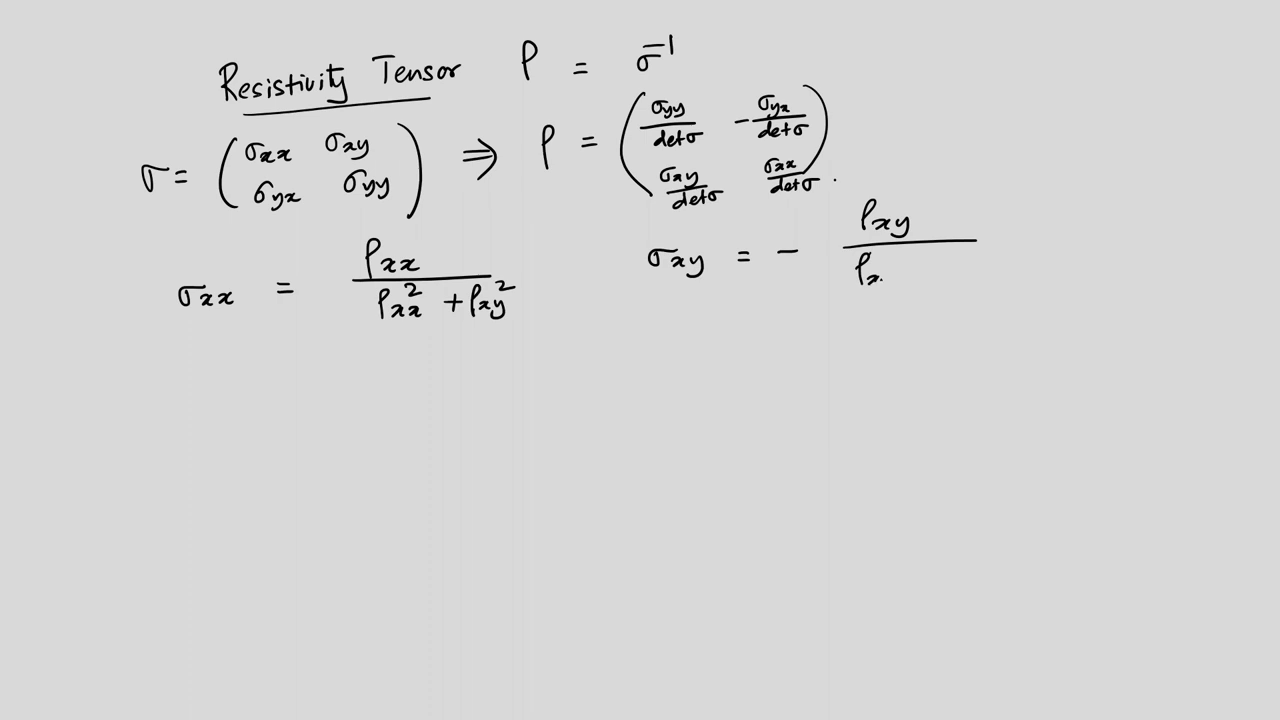 Resistivity Tensor ρ = σ⁻¹
σ = (σxx σxy
σyx σyy) ⇒ ρ = (σyy/detσ -σyx/detσ
σxy/detσ σxx/detσ).
σxx = ρxx/ρxx² + ρxy²
σxy = - ρxy/ρx